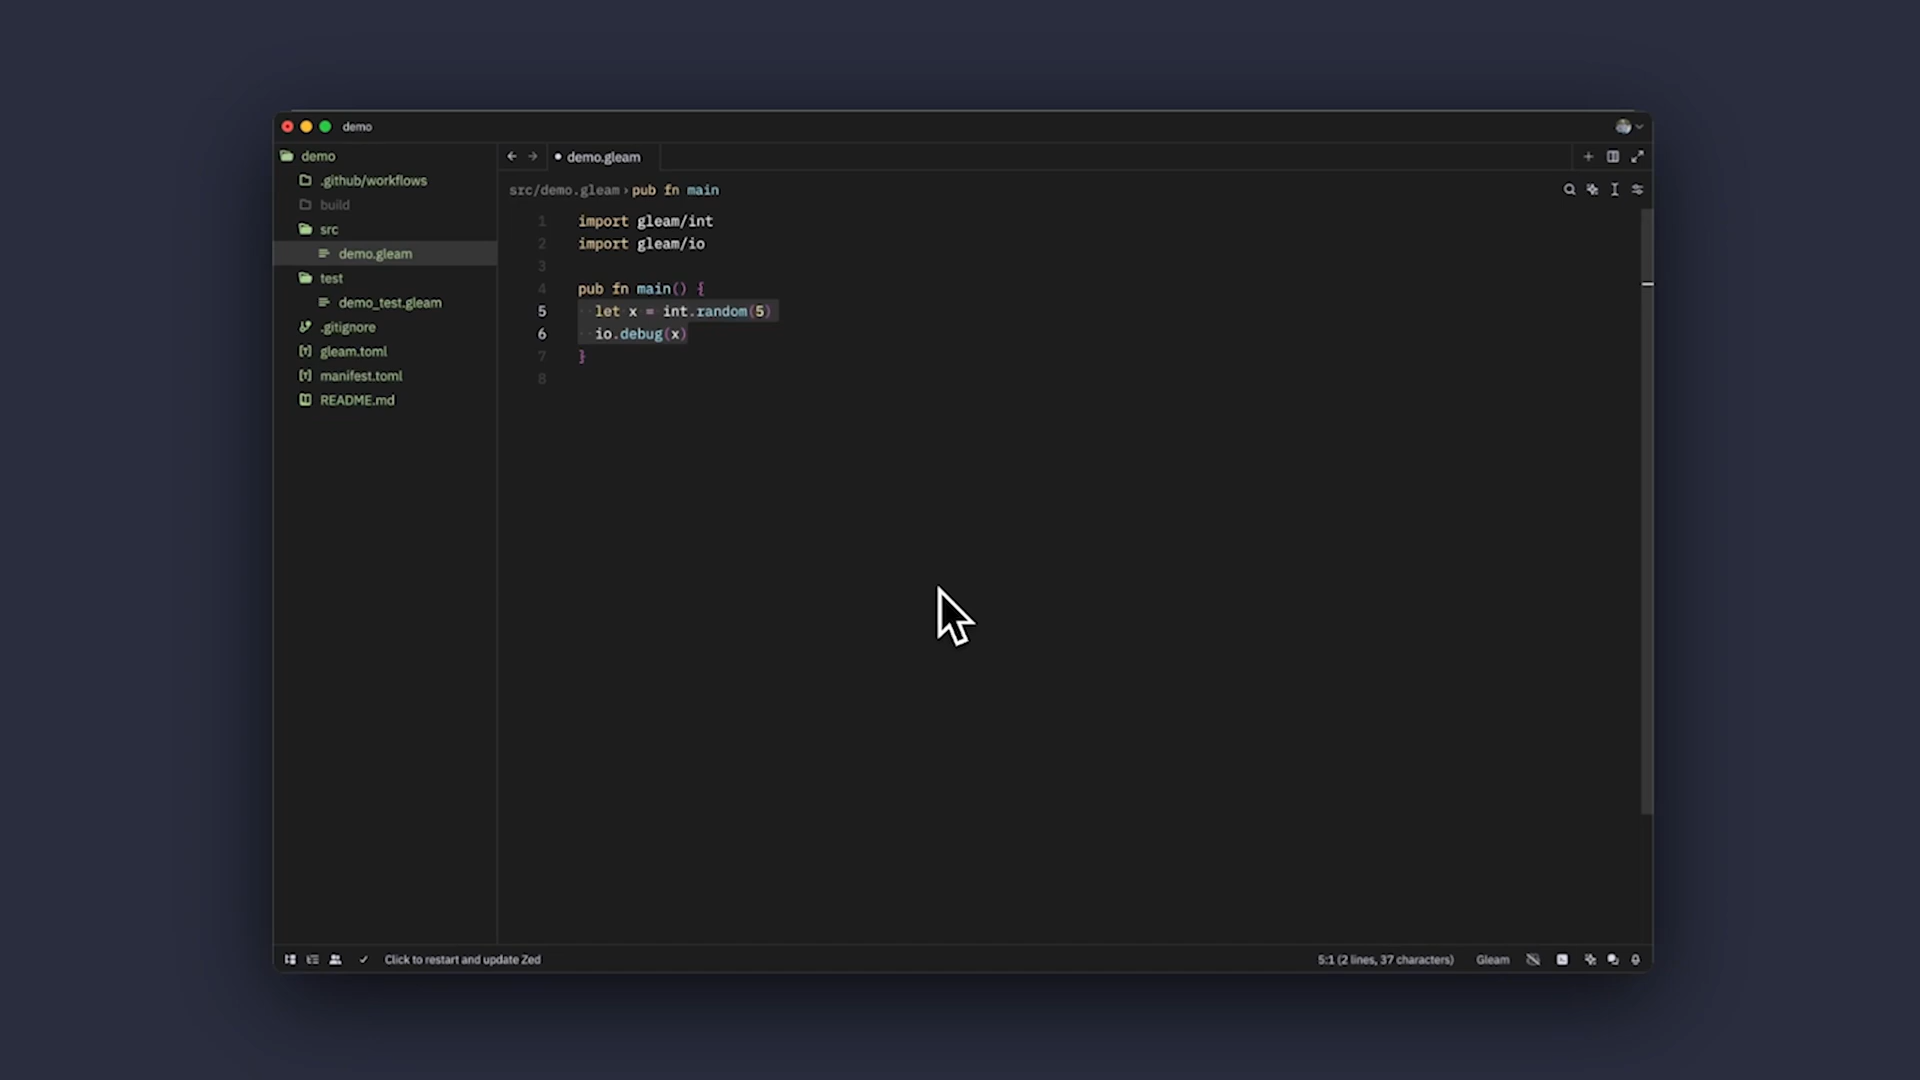 demo
demo
.github/workflows
build
src
demo.gleam
test
demo_test.gleam
.gitignore
gleam.toml
manifest.toml
README.md
demo.gleam
src/demo.gleam › pub fn main
1 import gleam/int
2 import gleam/io
3
4 pub fn main() {
5 let x = int.random(5)
6 io.debug(x)
7 }
8
Click to restart and update Zed
5:1 (2 lines, 37 characters)
Gleam